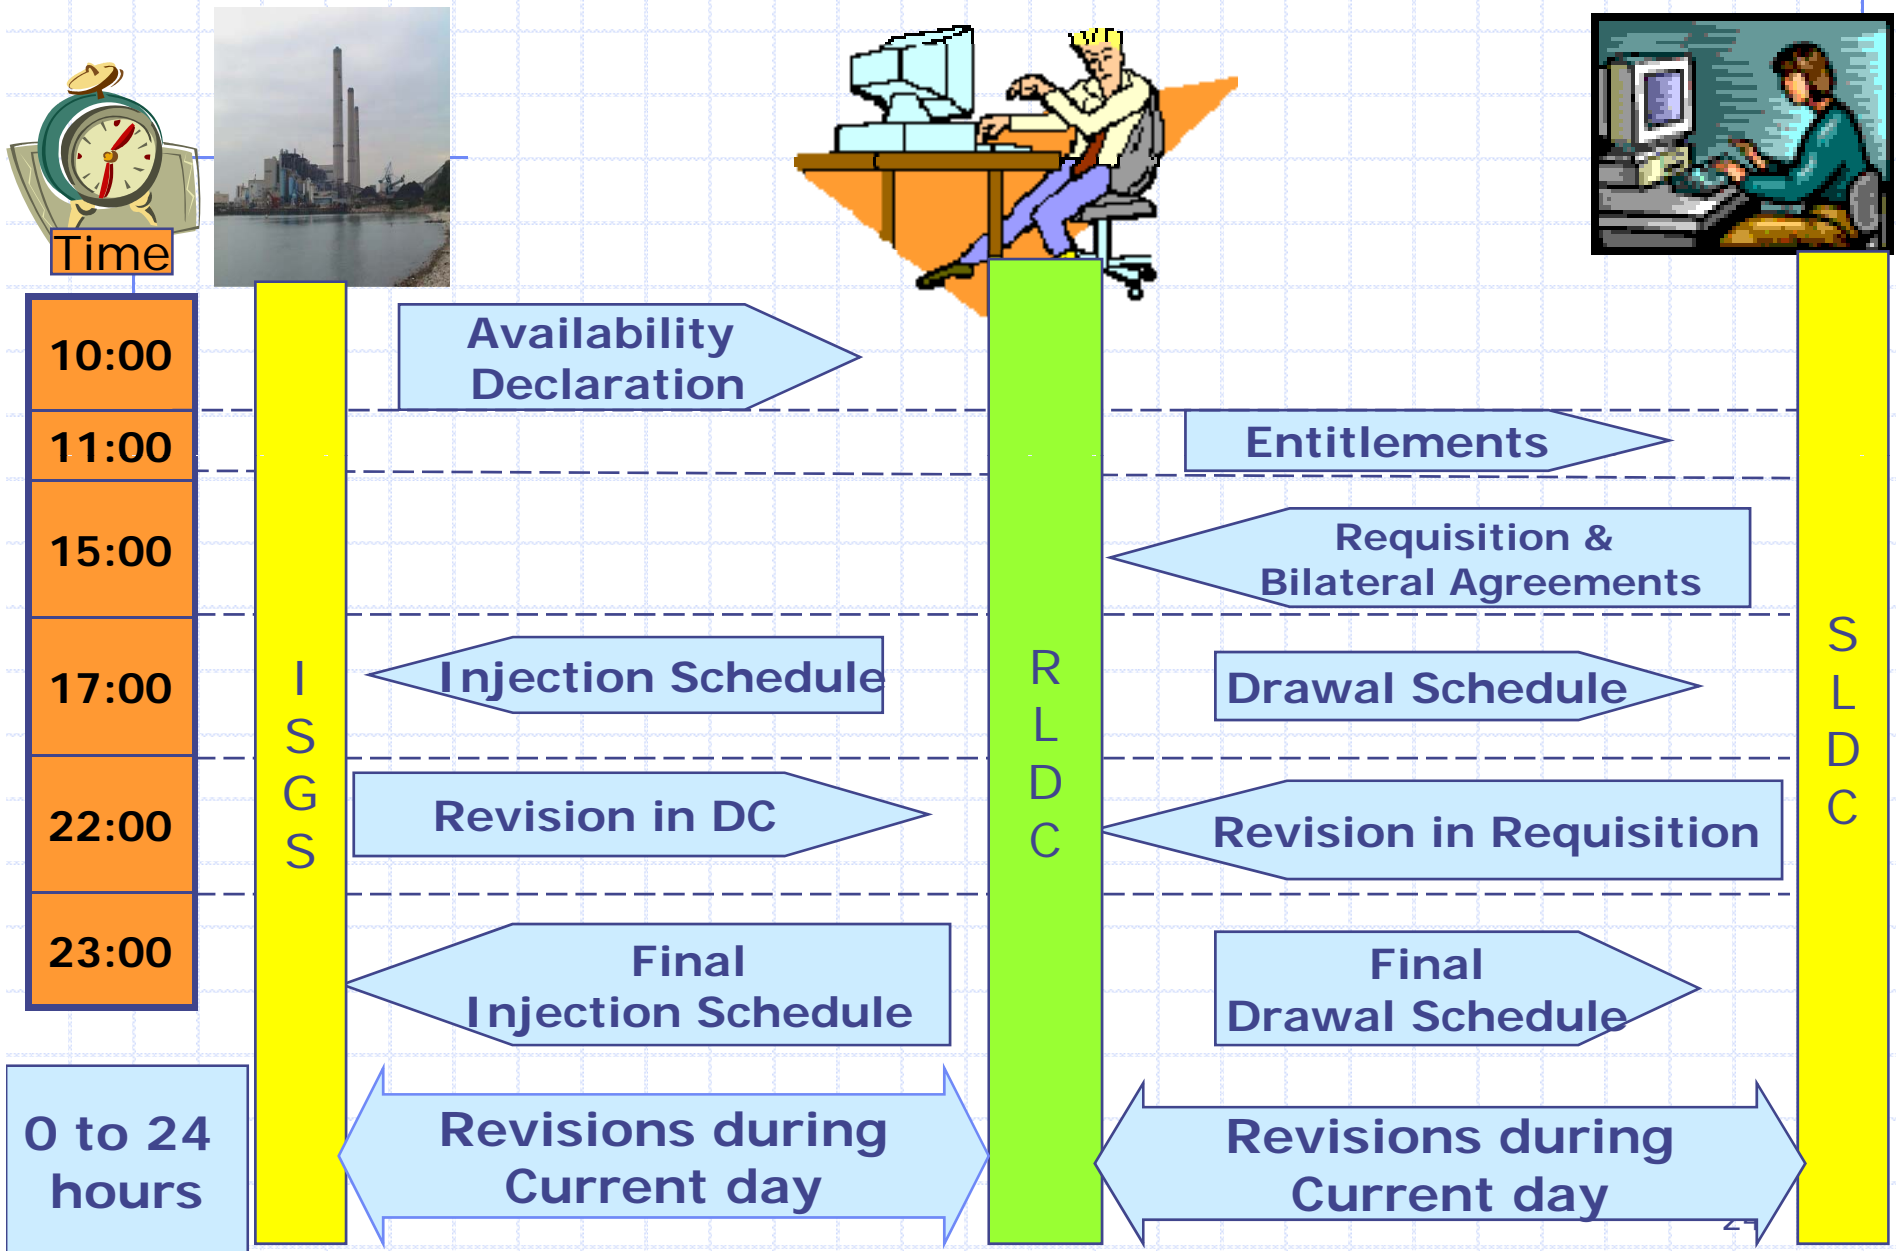 Time
10:00
Availability
Declaration
11:00
Entitlements
15:00
Requisition &
Bilateral Agreements
17:00
Injection Schedule
Drawal Schedule
I
S
G
S
R
L
D
C
S
L
D
C
22:00
Revision in DC
Revision in Requisition
23:00
Final
Injection Schedule
Final
Drawal Schedule
0 to 24
hours
Revisions during
Current day
Revisions during
Current day